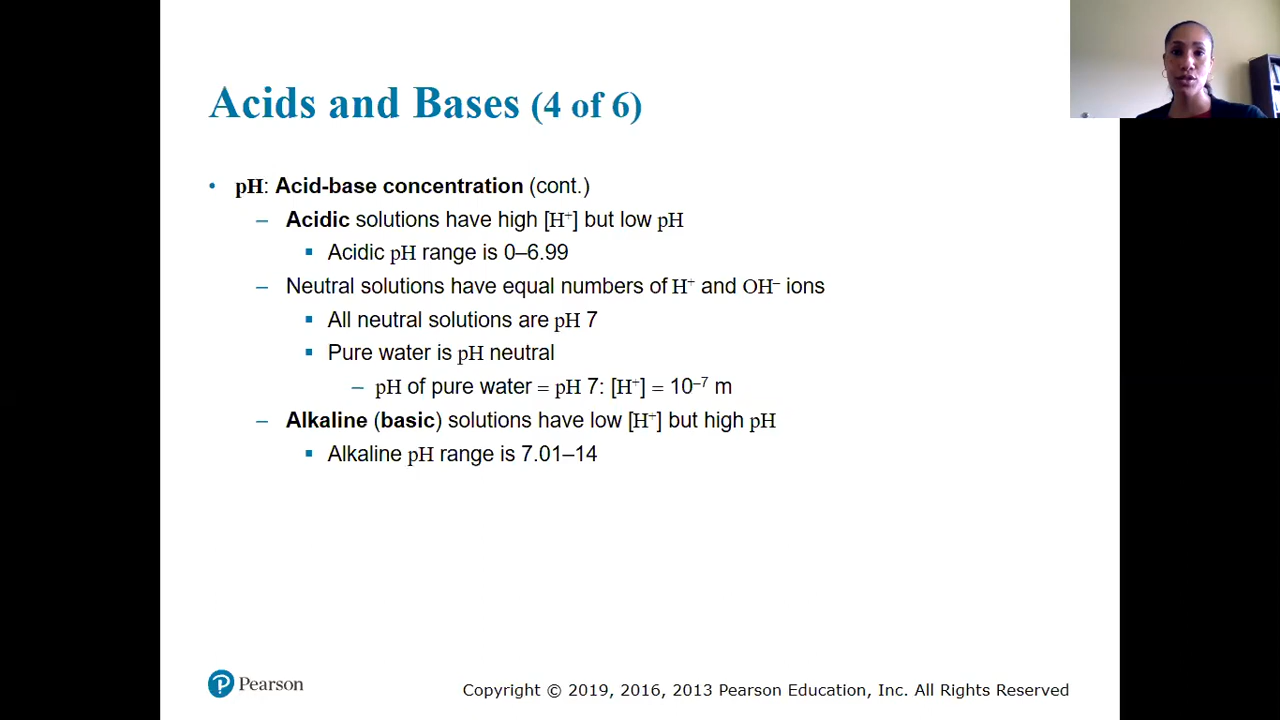 Acids and Bases (4 of 6)
• pH: Acid-base concentration (cont.)
– Acidic solutions have high [H⁺] but low pH
▪ Acidic pH range is 0–6.99
– Neutral solutions have equal numbers of H⁺ and OH⁻ ions
▪ All neutral solutions are pH 7
▪ Pure water is pH neutral
– pH of pure water = pH 7: [H⁺] = 10⁻⁷ m
– Alkaline (basic) solutions have low [H⁺] but high pH
▪ Alkaline pH range is 7.01–14
Pearson
Copyright © 2019, 2016, 2013 Pearson Education, Inc. All Rights Reserved